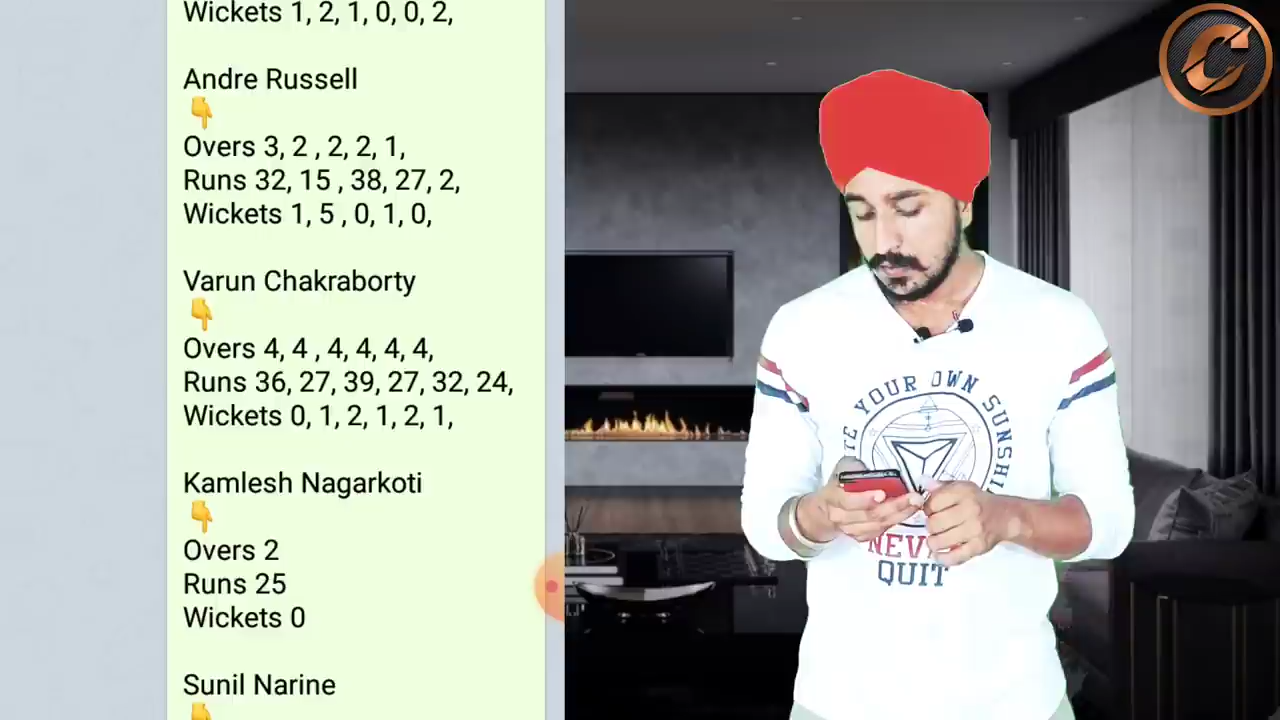 Wickets 1, 2, 1, 0, 0, 2,
Andre Russell
👇
Overs 3, 2 , 2, 2, 1,
Runs 32, 15 , 38, 27, 2,
Wickets 1, 5 , 0, 1, 0,
Varun Chakraborty
👇
Overs 4, 4 , 4, 4, 4, 4,
Runs 36, 27, 39, 27, 32, 24,
Wickets 0, 1, 2, 1, 2, 1,
Kamlesh Nagarkoti
👇
Overs 2
Runs 25
Wickets 0
Sunil Narine
👇
C
YOUR OWN
QUIT